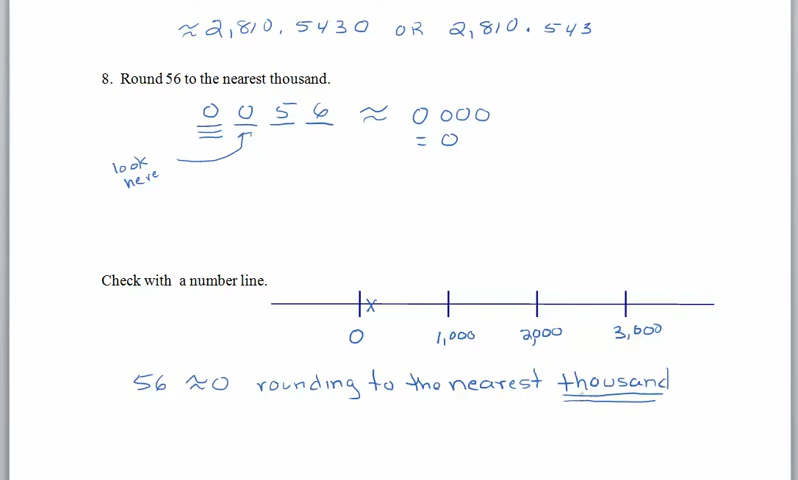 ≈ 2,810.5430 OR 2,810.543
8. Round 56 to the nearest thousand.
0 0 5 6 ≈ 0 000
= 0
look
here
Check with a number line.
x
0 1,000 2,000 3,000
56 ≈ 0 rounding to the nearest thousand